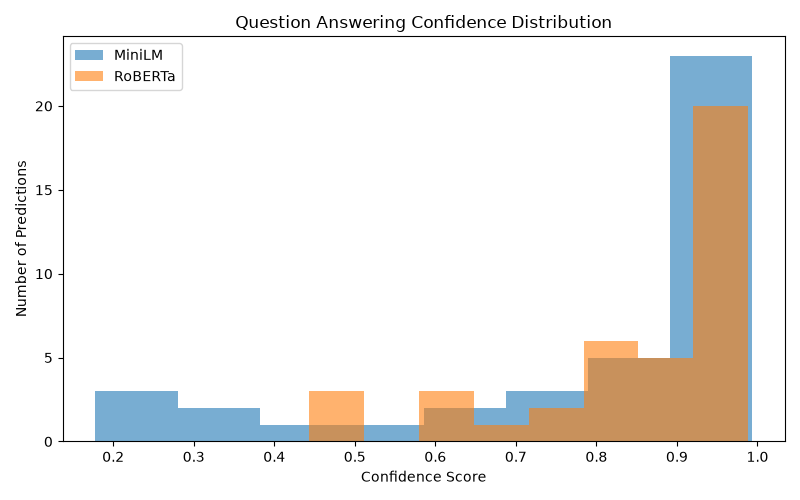 Question Answering Confidence Distribution
MiniLM
RoBERTa
Number of Predictions
20
15
10
5
0
0.2 0.3 0.4 0.5 0.6 0.7 0.8 0.9 1.0
Confidence Score